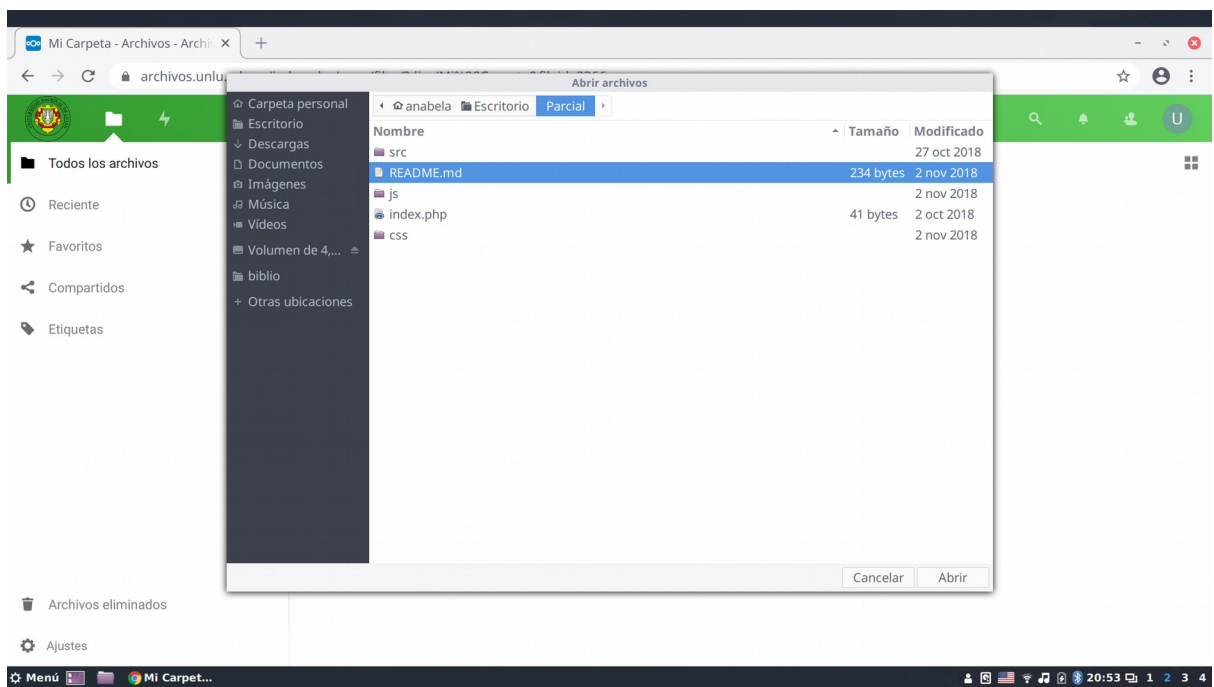 Mi Carpeta - Archivos - Archiv
archivos.unlu.
Abrir archivos
Carpeta personal
Escritorio
Descargas
Documentos
Imágenes
Música
Vídeos
Volumen de 4,...
biblio
Otras ubicaciones
anabela Escritorio Parcial
Nombre Tamaño Modificado
src 27 oct 2018
README.md 234 bytes 2 nov 2018
js 2 nov 2018
index.php 41 bytes 2 oct 2018
css 2 nov 2018
Cancelar Abrir
U
Todos los archivos
Reciente
Favoritos
Compartidos
Etiquetas
Archivos eliminados
Ajustes
Menú Mi Carpet... 20:53 1 2 3 4